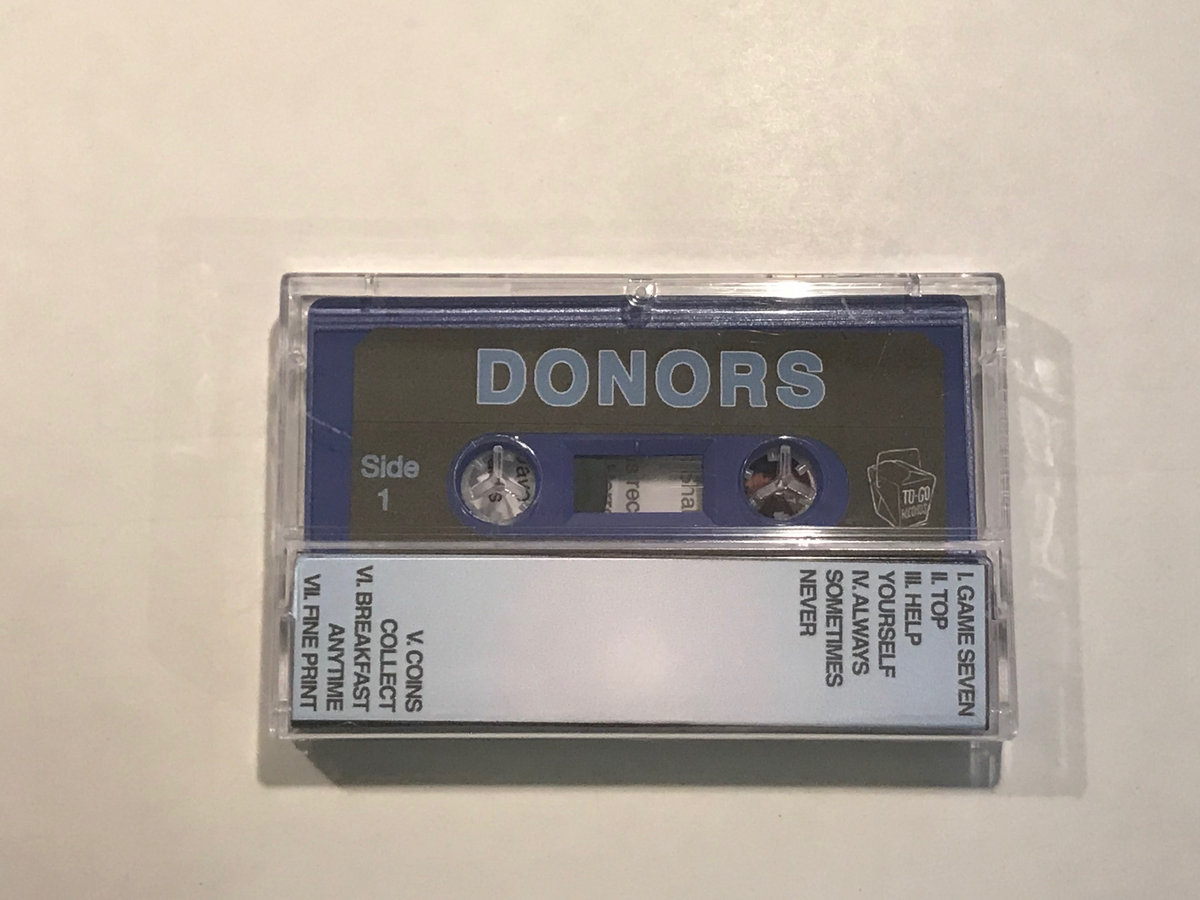 DONORS
Side
1
TO-GO
RECORDS
I. GAME SEVEN
II. TOP
III. HELP
YOURSELF
IV. ALWAYS
SOMETIMES
NEVER
V. COINS
COLLECT
VI. BREAKFAST
ANYTIME
VII. FINE PRINT